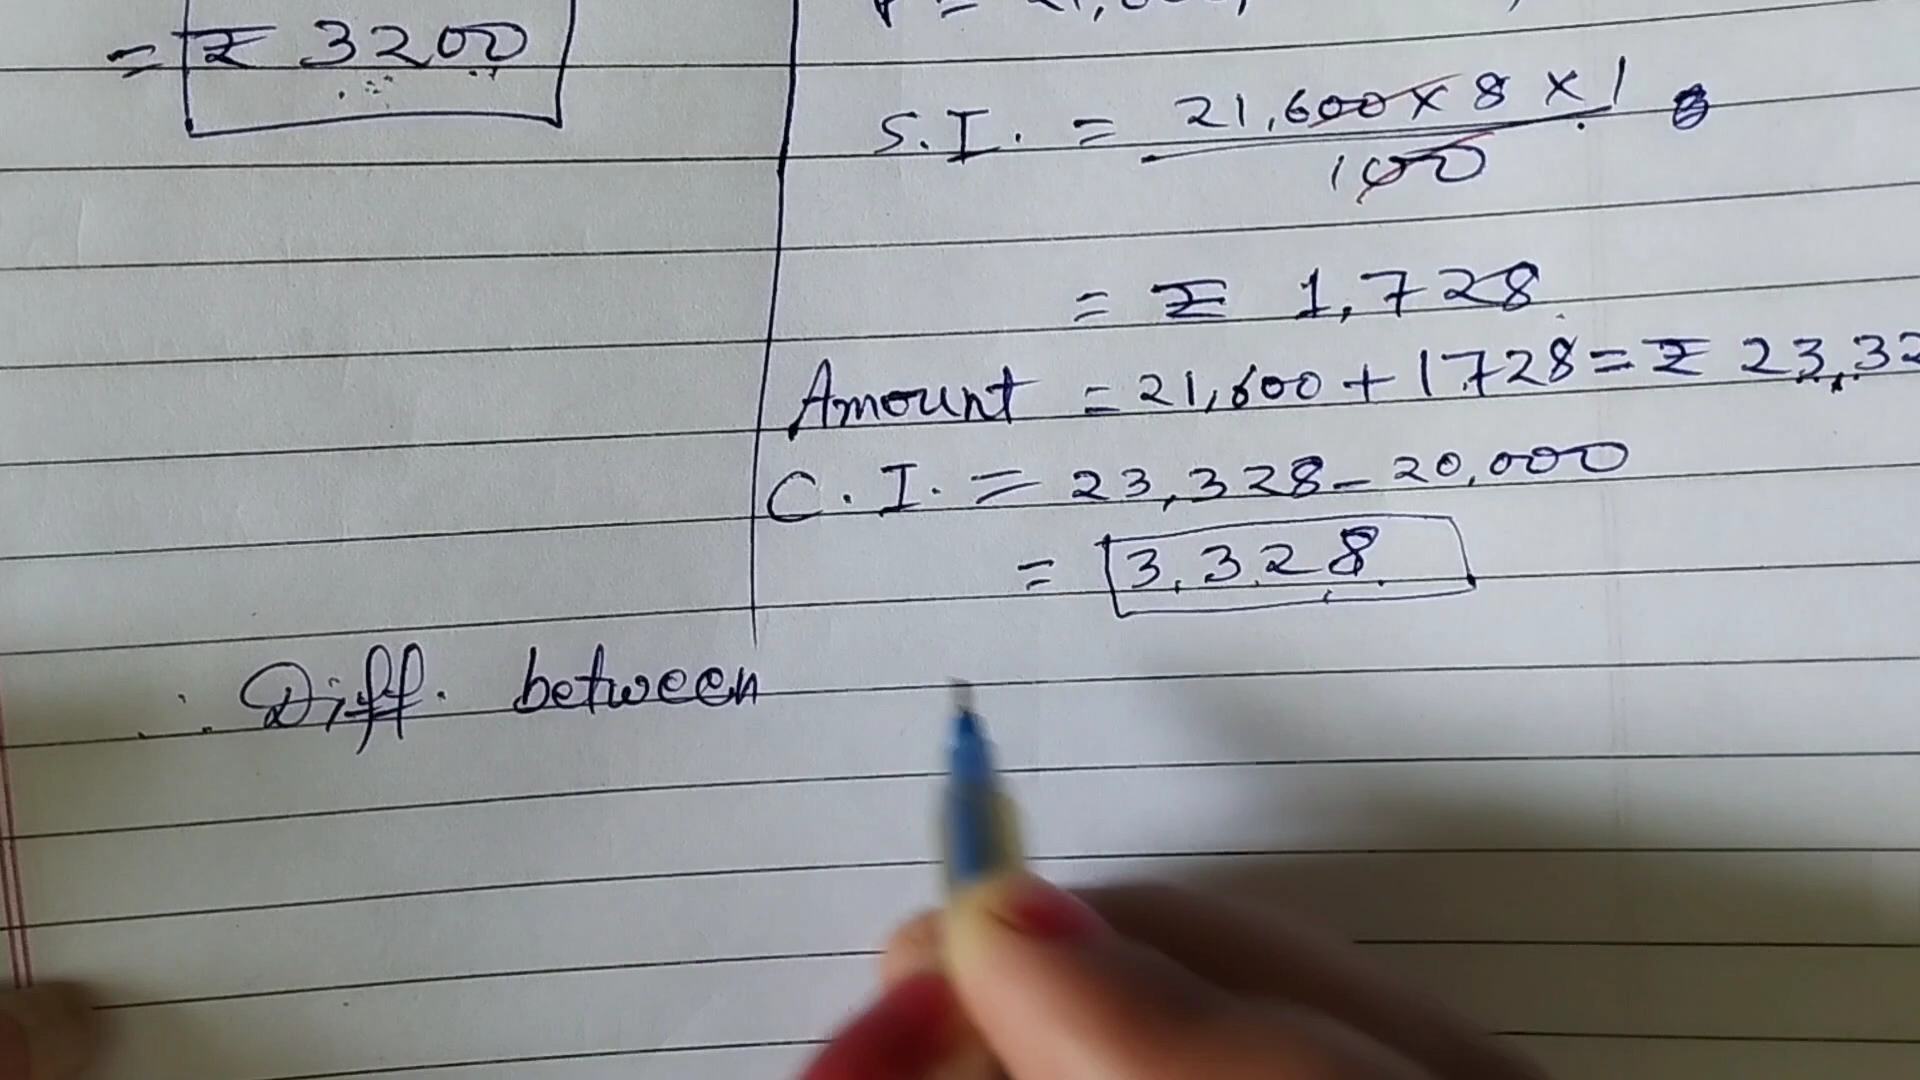 = ₹ 3200
S.I. = 21,600 x 8 x 1
100
= ₹ 1,728
Amount = 21,600 + 1728 = ₹ 23,32
C.I. = 23,328 - 20,000
= 3,328
∴ Diff. between